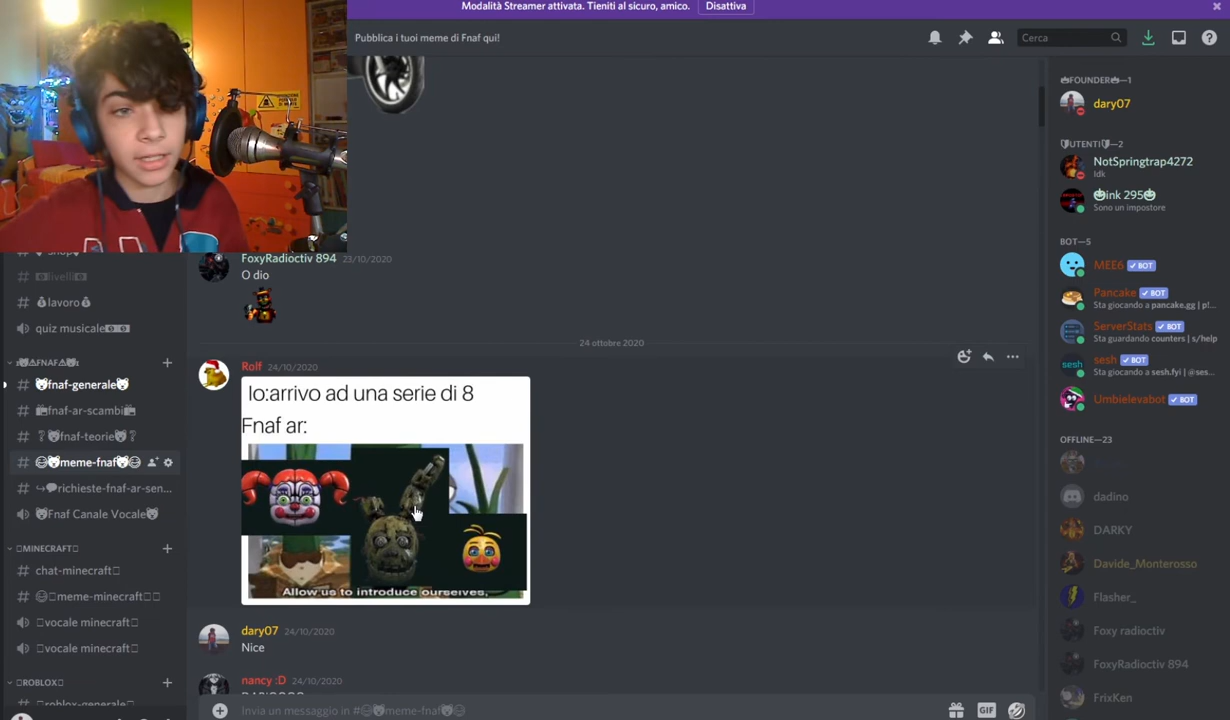 Modalità Streamer attivata. Tieniti al sicuro, amico.
Disattiva
Pubblica i tuoi meme di Fnaf qui!
Cerca
livelli
lavoro
quiz musicale
FNAF
fnaf-generale
fnaf-ar-scambi
fnaf-teorie
meme-fnaf
richieste-fnaf-ar-sen...
Fnaf Canale Vocale
MINECRAFT
chat-minecraft
meme-minecraft
vocale minecraft
vocale minecraft
ROBLOX
roblox-generale
FoxyRadioctiv 894 23/10/2020
O dio
24 ottobre 2020
Rolf 24/10/2020
Io:arrivo ad una serie di 8
Fnaf ar:
Allow us to introduce ourselves,
dary07 24/10/2020
Nice
nancy :D 24/10/2020
Invia un messaggio in #meme-fnaf
GIF
FOUNDER—1
dary07
UTENTI—2
NotSpringtrap4272
Idk
ink 295
Sono un impostore
BOT—5
MEE6 BOT
Pancake BOT
Sta giocando a pancake.gg | p!...
ServerStats BOT
Sta guardando counters | s/help
sesh BOT
Sta giocando a sesh.fyi | @ses...
Umbielevabot BOT
OFFLINE—23
dadino
DARKY
Davide_Monterosso
Flasher_
Foxy radioctiv
FoxyRadioctiv 894
FrixKen